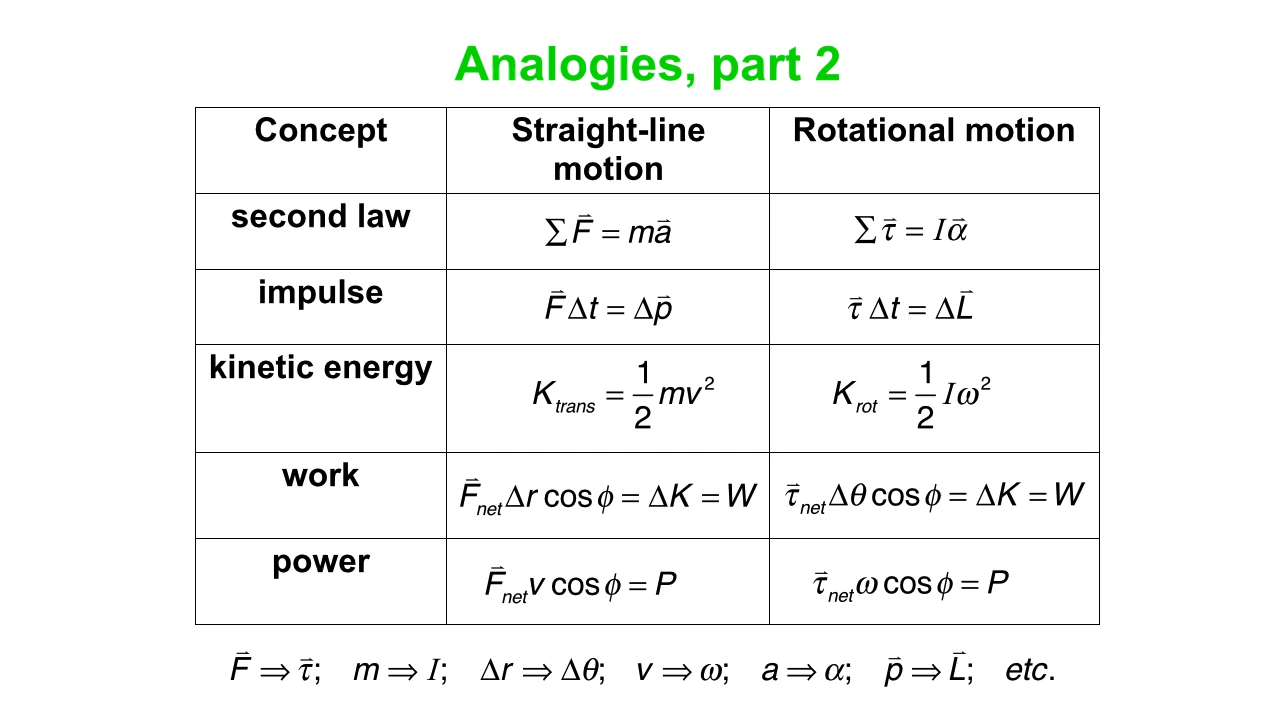 Analogies, part 2
Concept
Straight-line
motion
Rotational motion
second law
∑F⃗ = ma⃗
∑τ⃗ = Iα⃗
impulse
F⃗Δt = Δp⃗
τ⃗ Δt = ΔL⃗
kinetic energy
K_trans = 1/2 mv²
K_rot = 1/2 Iω²
work
F⃗_net Δr cos ϕ = ΔK = W
τ⃗_net Δθ cos ϕ = ΔK = W
power
F⃗_net v cos ϕ = P
τ⃗_net ω cos ϕ = P
F⃗ ⇒ τ⃗; m ⇒ I; Δr ⇒ Δθ; v ⇒ ω; a ⇒ α; p⃗ ⇒ L⃗; etc.